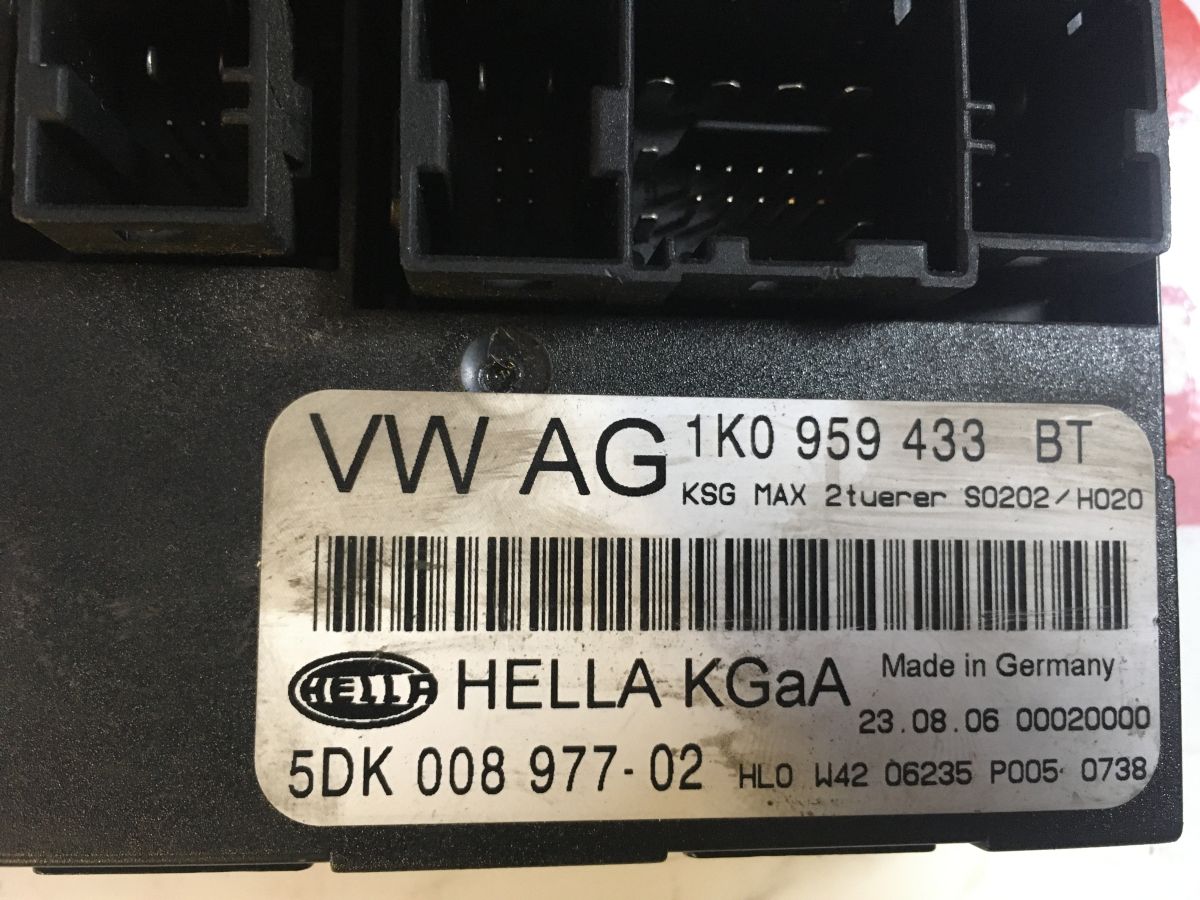 VW AG 1K0 959 433 BT
KSG MAX 2tuerer S0202/H020
HELLA HELLA KGaA Made in Germany
23.08.06 00020000
5DK 008 977-02 HLO W42 06235 P005 0738